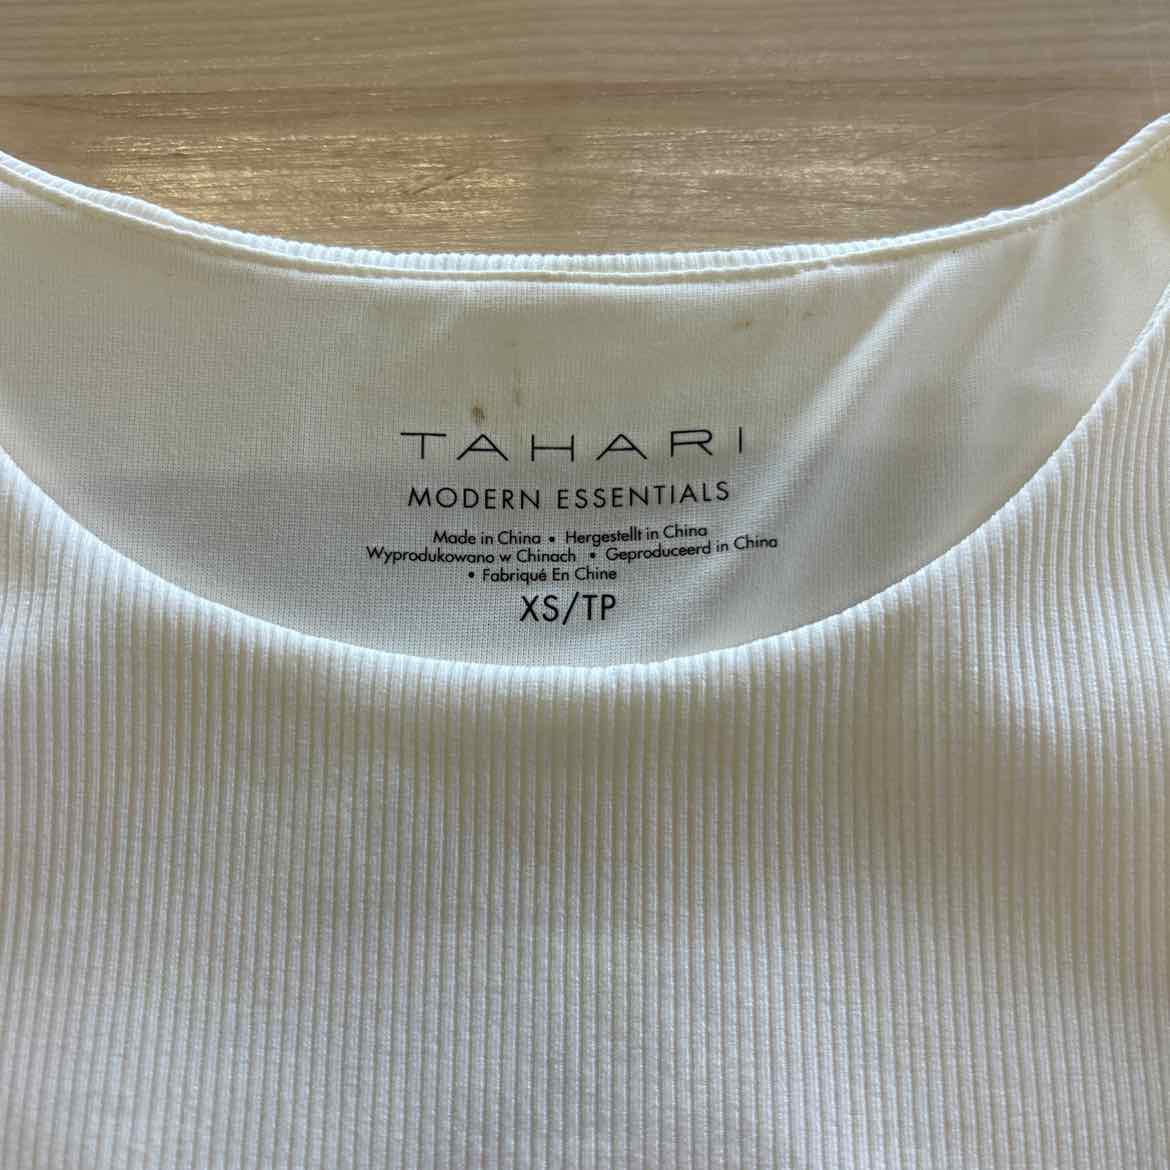 TAHARI
MODERN ESSENTIALS
Made in China • Hergestellt in China
Wyprodukowano w Chinach • Geproduceerd in China
• Fabriqué En Chine
XS/TP